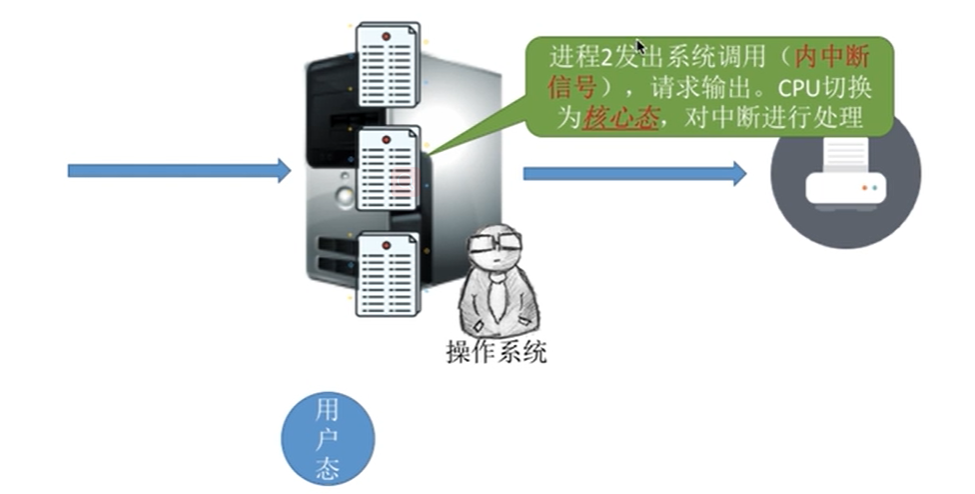 进程2发出系统调用（内中断
信号），请求输出。CPU切换
为核心态，对中断进行处理
操作系统
用
户
态